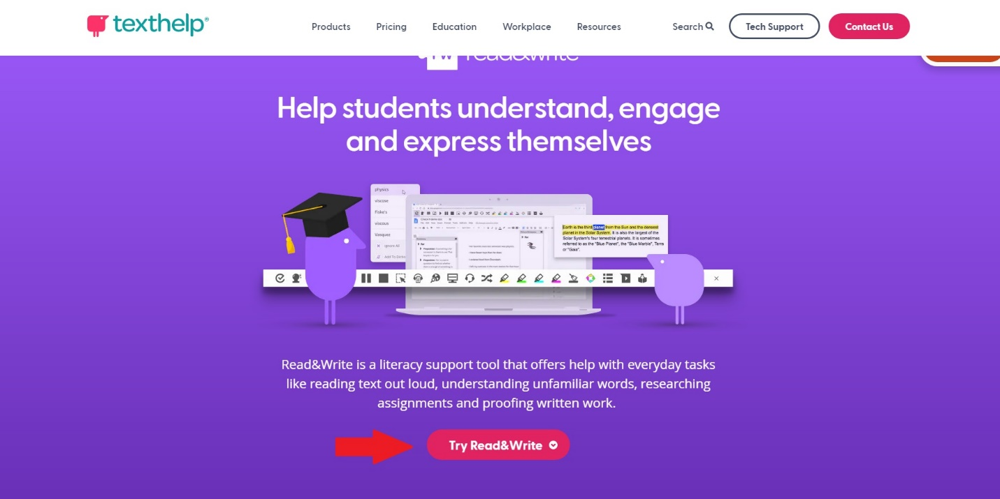 texthelp®
Products Pricing Education Workplace Resources Search Tech Support Contact Us
read&write
Help students understand, engage
and express themselves
physics
viscose
Fiske's
viscous
Vasquez
Ignore All
Earth is the third planet from the Sun and the densest
planet in the Solar System. It is also the largest of the
Solar System's four terrestrial planets. It is sometimes
referred to as the "Blue Planet", the "Blue Marble", Terra
or "Gaia".
Read&Write is a literacy support tool that offers help with everyday tasks
like reading text out loud, understanding unfamiliar words, researching
assignments and proofing written work.
Try Read&Write